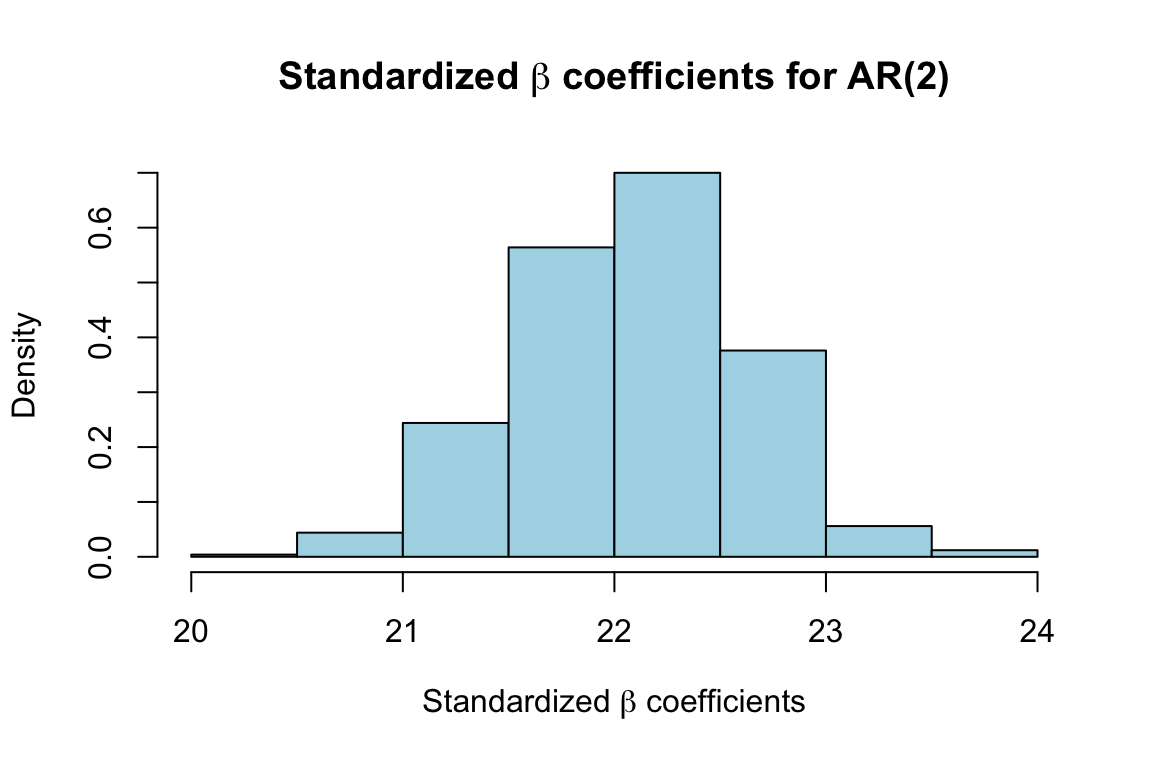 Standardized β coefficients for AR(2)
Density
0.6
0.4
0.2
0.0
20 21 22 23 24
Standardized β coefficients